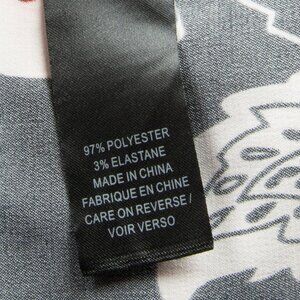 97% POLYESTER
3% ELASTANE
MADE IN CHINA
FABRIQUE EN CHINE
CARE ON REVERSE /
VOIR VERSO